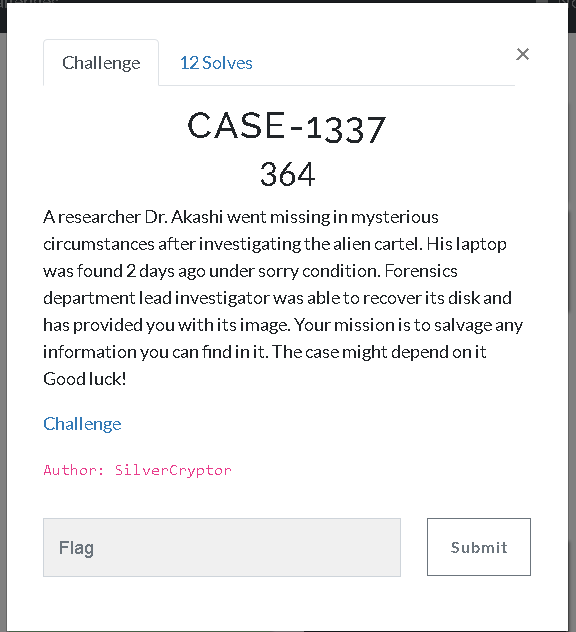 Challenge
12 Solves
×
CASE-1337
364
A researcher Dr. Akashi went missing in mysterious
circumstances after investigating the alien cartel. His laptop
was found 2 days ago under sorry condition. Forensics
department lead investigator was able to recover its disk and
has provided you with its image. Your mission is to salvage any
information you can find in it. The case might depend on it
Good luck!
Challenge
Author: SilverCryptor
Flag
Submit